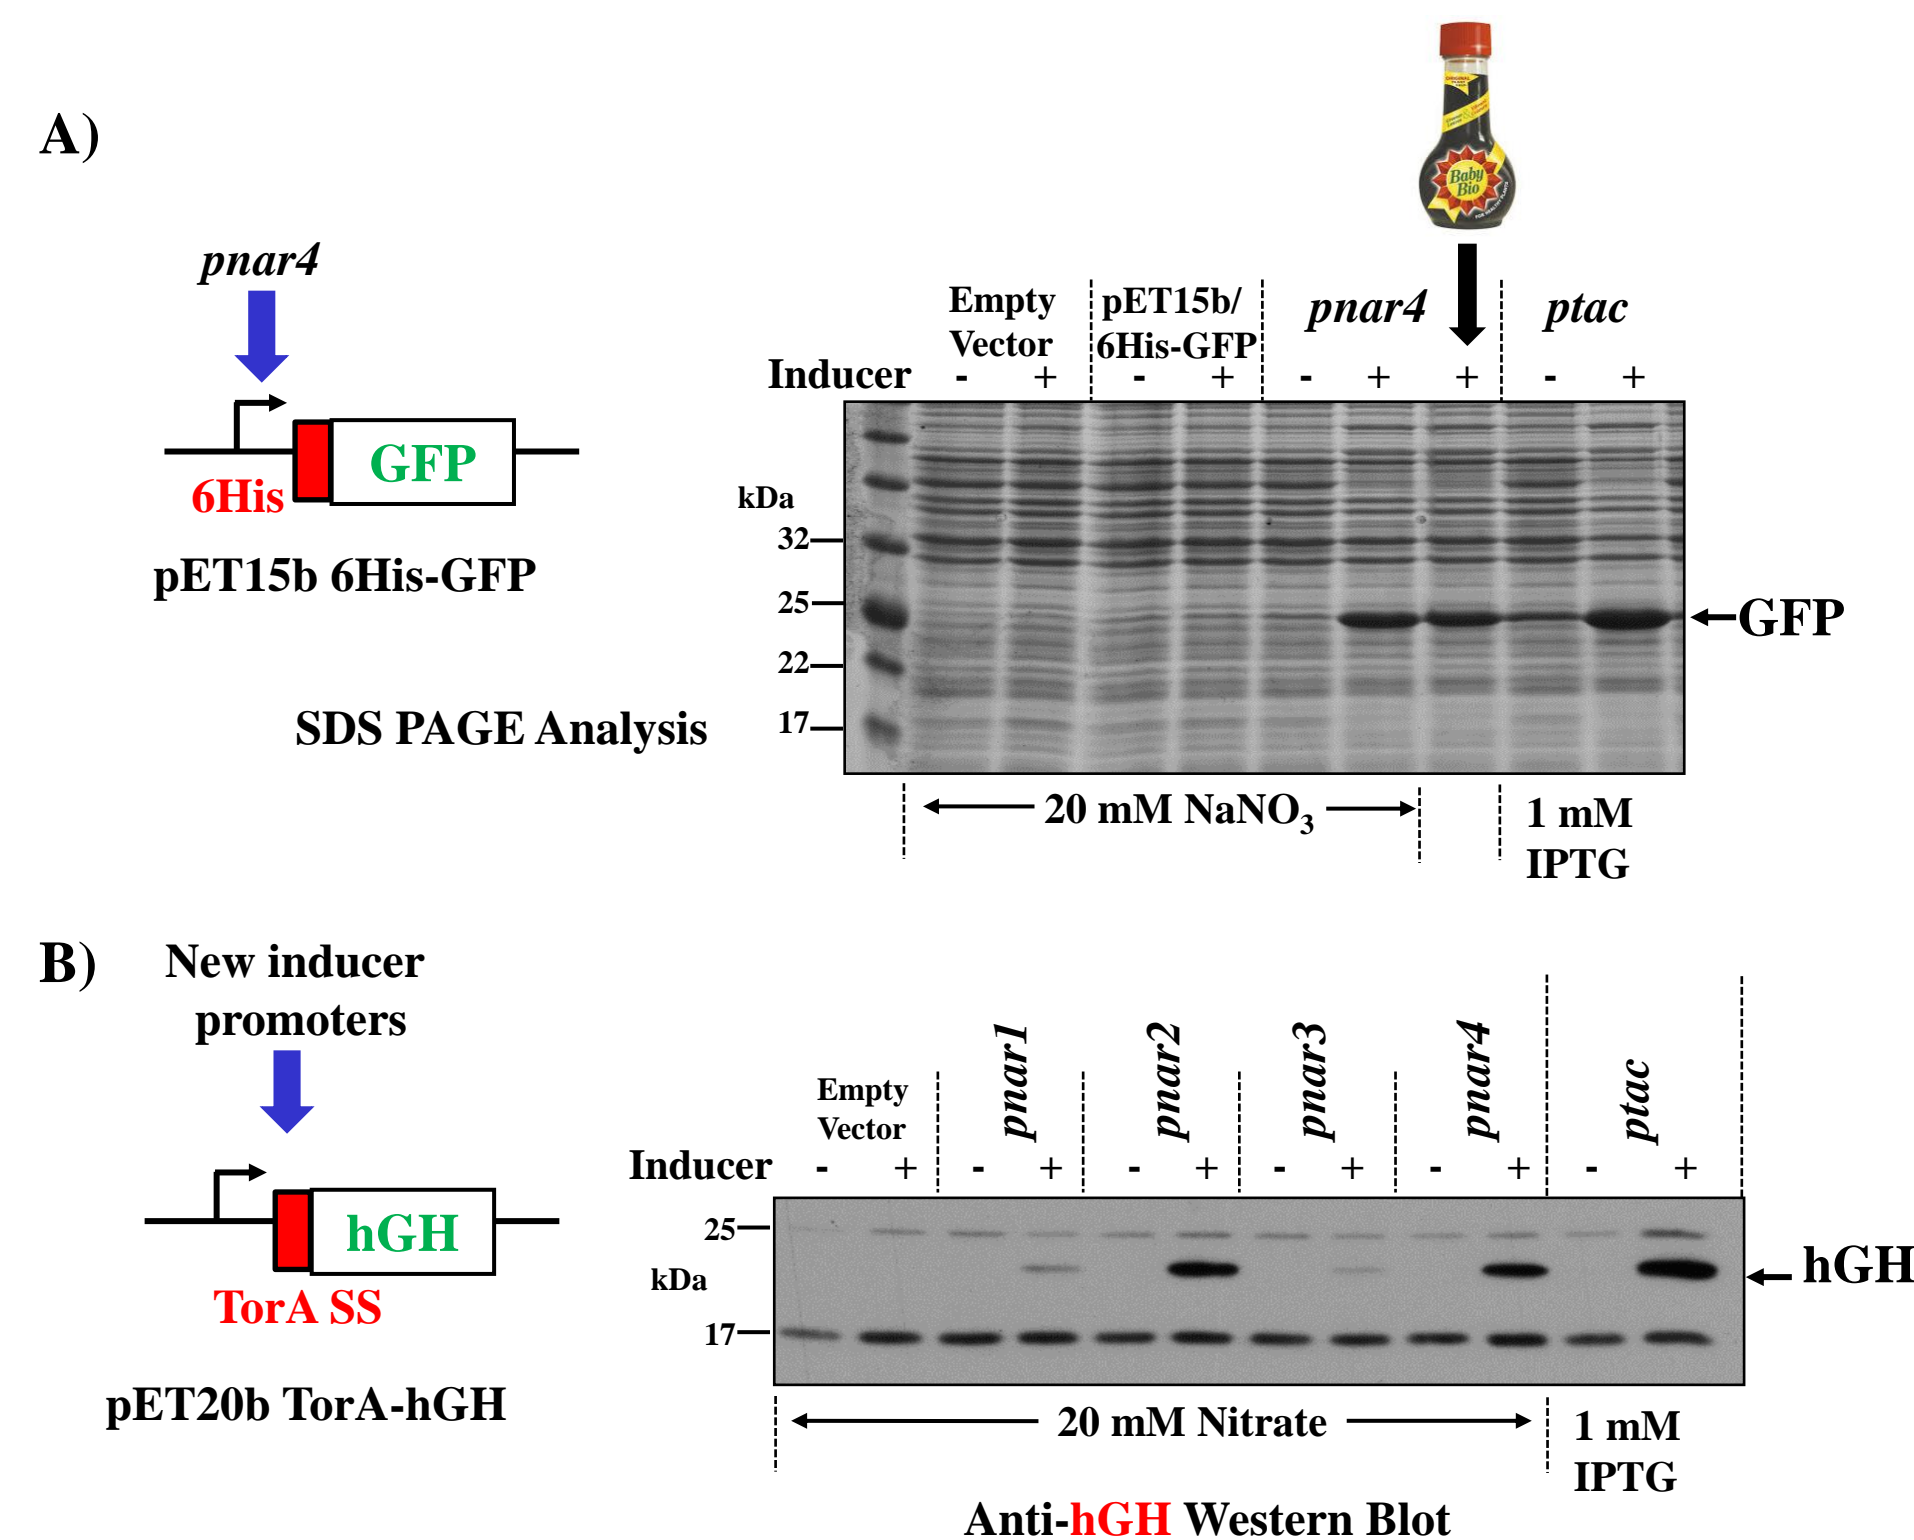 A)
pnar4
GFP
6His
pET15b 6His-GFP
SDS PAGE Analysis
Baby
Bio
Empty
Vector
pET15b/
6His-GFP
pnar4
ptac
Inducer - + - + - + + - +
kDa
32
25
22
17
GFP
20 mM NaNO3
1 mM
IPTG
B)
New inducer
promoters
hGH
TorA SS
pET20b TorA-hGH
Empty
Vector
pnar1
pnar2
pnar3
pnar4
ptac
Inducer - + - + - + - + - + - +
25
kDa
17
hGH
20 mM Nitrate
1 mM
IPTG
Anti-hGH Western Blot